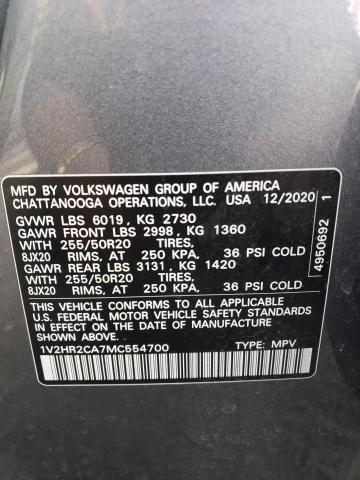 MFD BY VOLKSWAGEN GROUP OF AMERICA
CHATTANOOGA OPERATIONS, LLC. USA 12/2020
GVWR LBS 6019, KG 2730
GAWR FRONT LBS 2998, KG 1360
WITH 255/50R20 TIRES,
8JX20 RIMS, AT 250 KPA, 36 PSI COLD
GAWR REAR LBS 3131, KG 1420
WITH 255/50R20 TIRES,
8JX20 RIMS, AT 250 KPA, 36 PSI COLD
THIS VEHICLE CONFORMS TO ALL APPLICABLE
U.S. FEDERAL MOTOR VEHICLE SAFETY STANDARDS
IN EFFECT ON THE DATE OF MANUFACTURE
SHOWN ABOVE.
1V2HR2CA7MC554700 TYPE: MPV
4950692 1